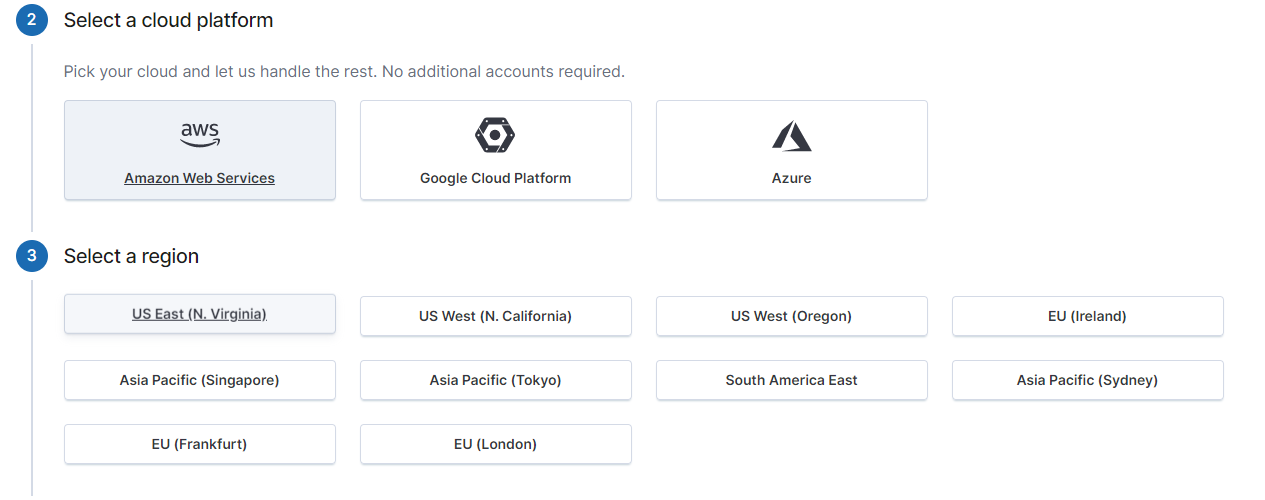 2 Select a cloud platform
Pick your cloud and let us handle the rest. No additional accounts required.
aws
Amazon Web Services
Google Cloud Platform
Azure
3 Select a region
US East (N. Virginia)
US West (N. California)
US West (Oregon)
EU (Ireland)
Asia Pacific (Singapore)
Asia Pacific (Tokyo)
South America East
Asia Pacific (Sydney)
EU (Frankfurt)
EU (London)